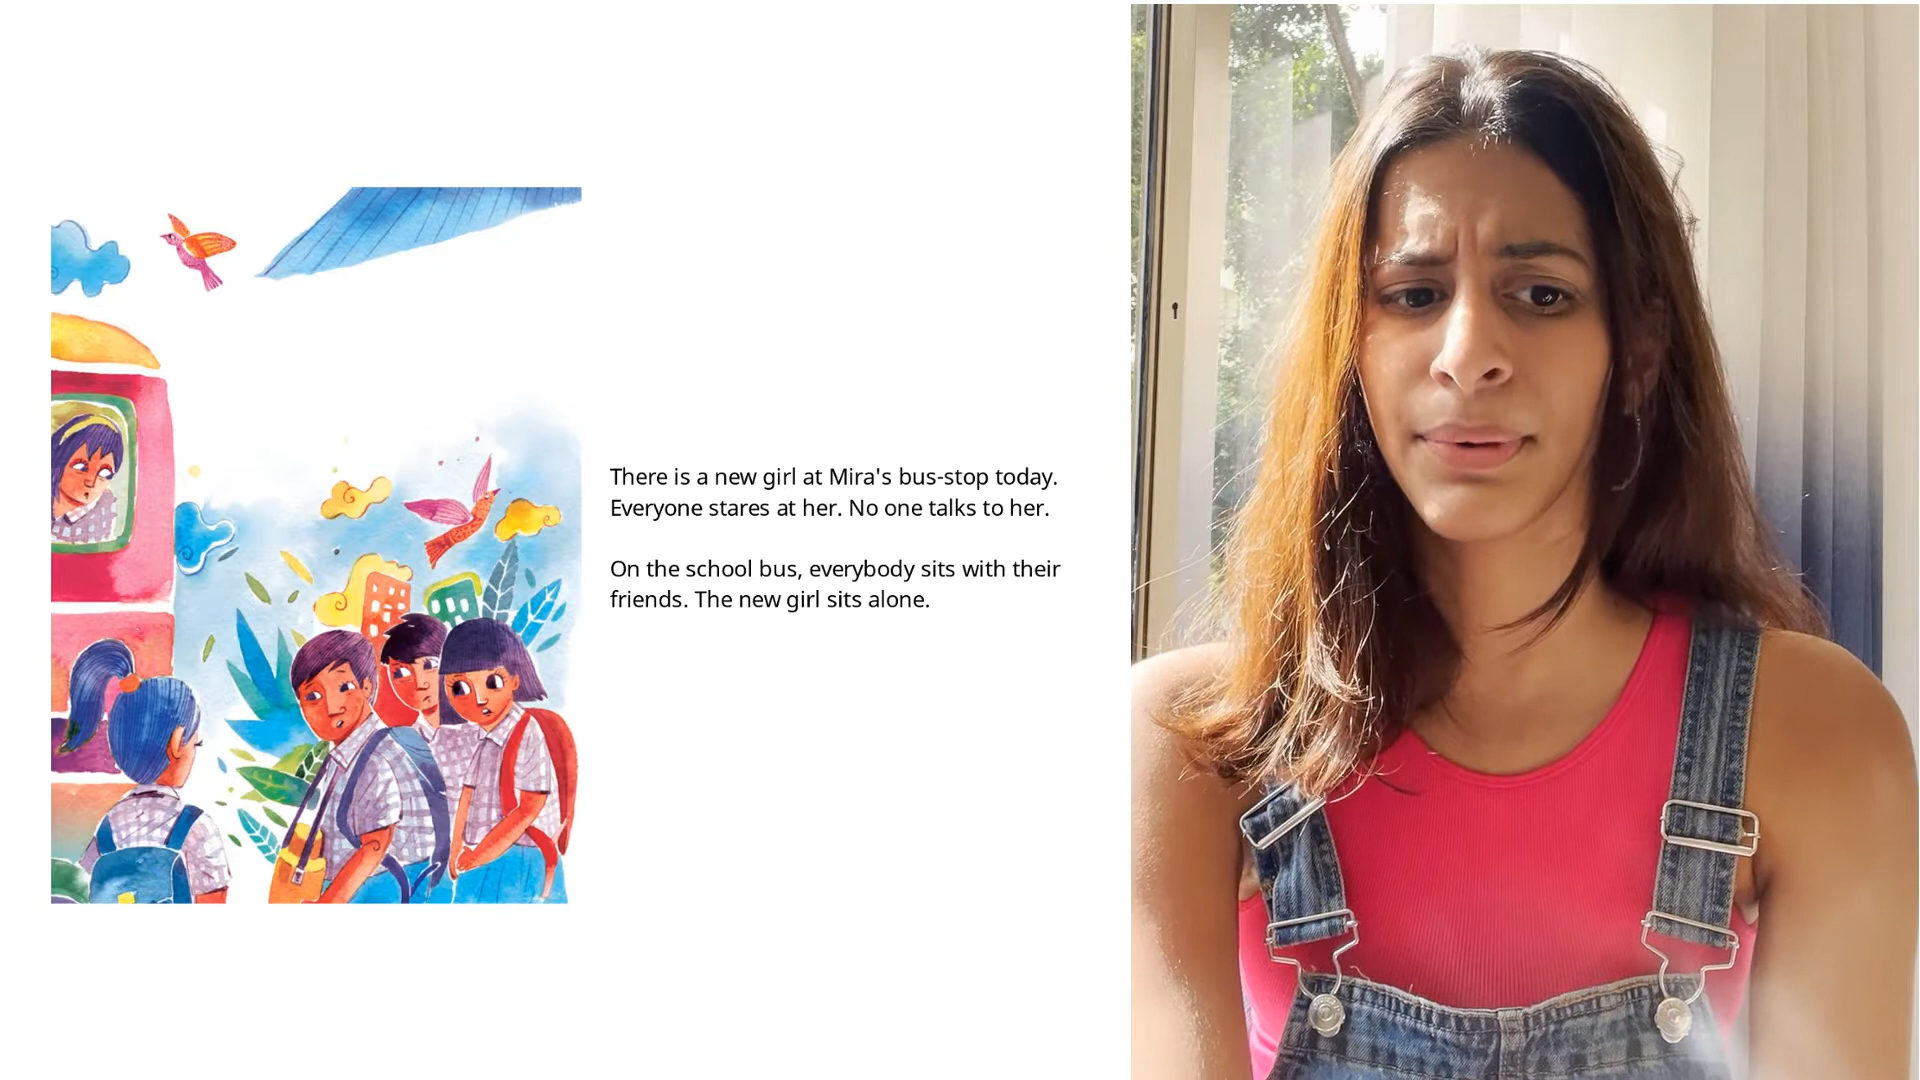 There is a new girl at Mira's bus-stop today.
Everyone stares at her. No one talks to her.
On the school bus, everybody sits with their
friends. The new girl sits alone.